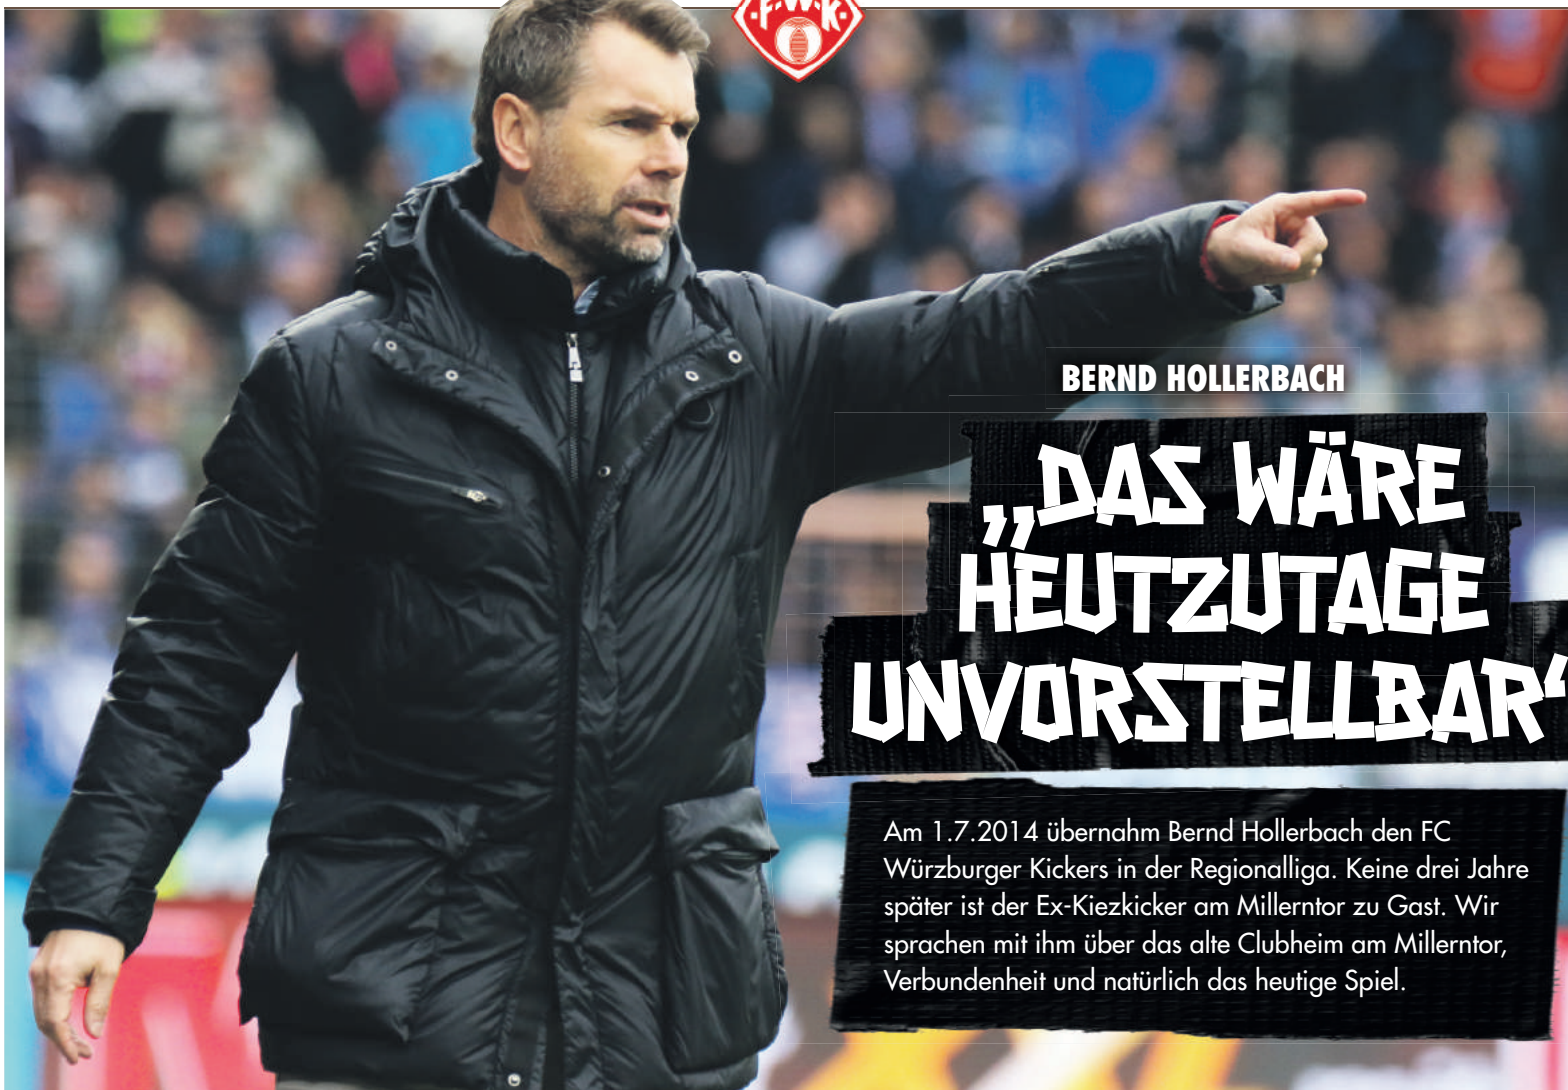 F·W·K
BERND HOLLERBACH
„DAS WÄRE
HEUTZUTAGE
UNVORSTELLBAR“
Am 1.7.2014 übernahm Bernd Hollerbach den FC
Würzburger Kickers in der Regionalliga. Keine drei Jahre
später ist der Ex-Kiezkicker am Millerntor zu Gast. Wir
sprachen mit ihm über das alte Clubheim am Millerntor,
Verbundenheit und natürlich das heutige Spiel.